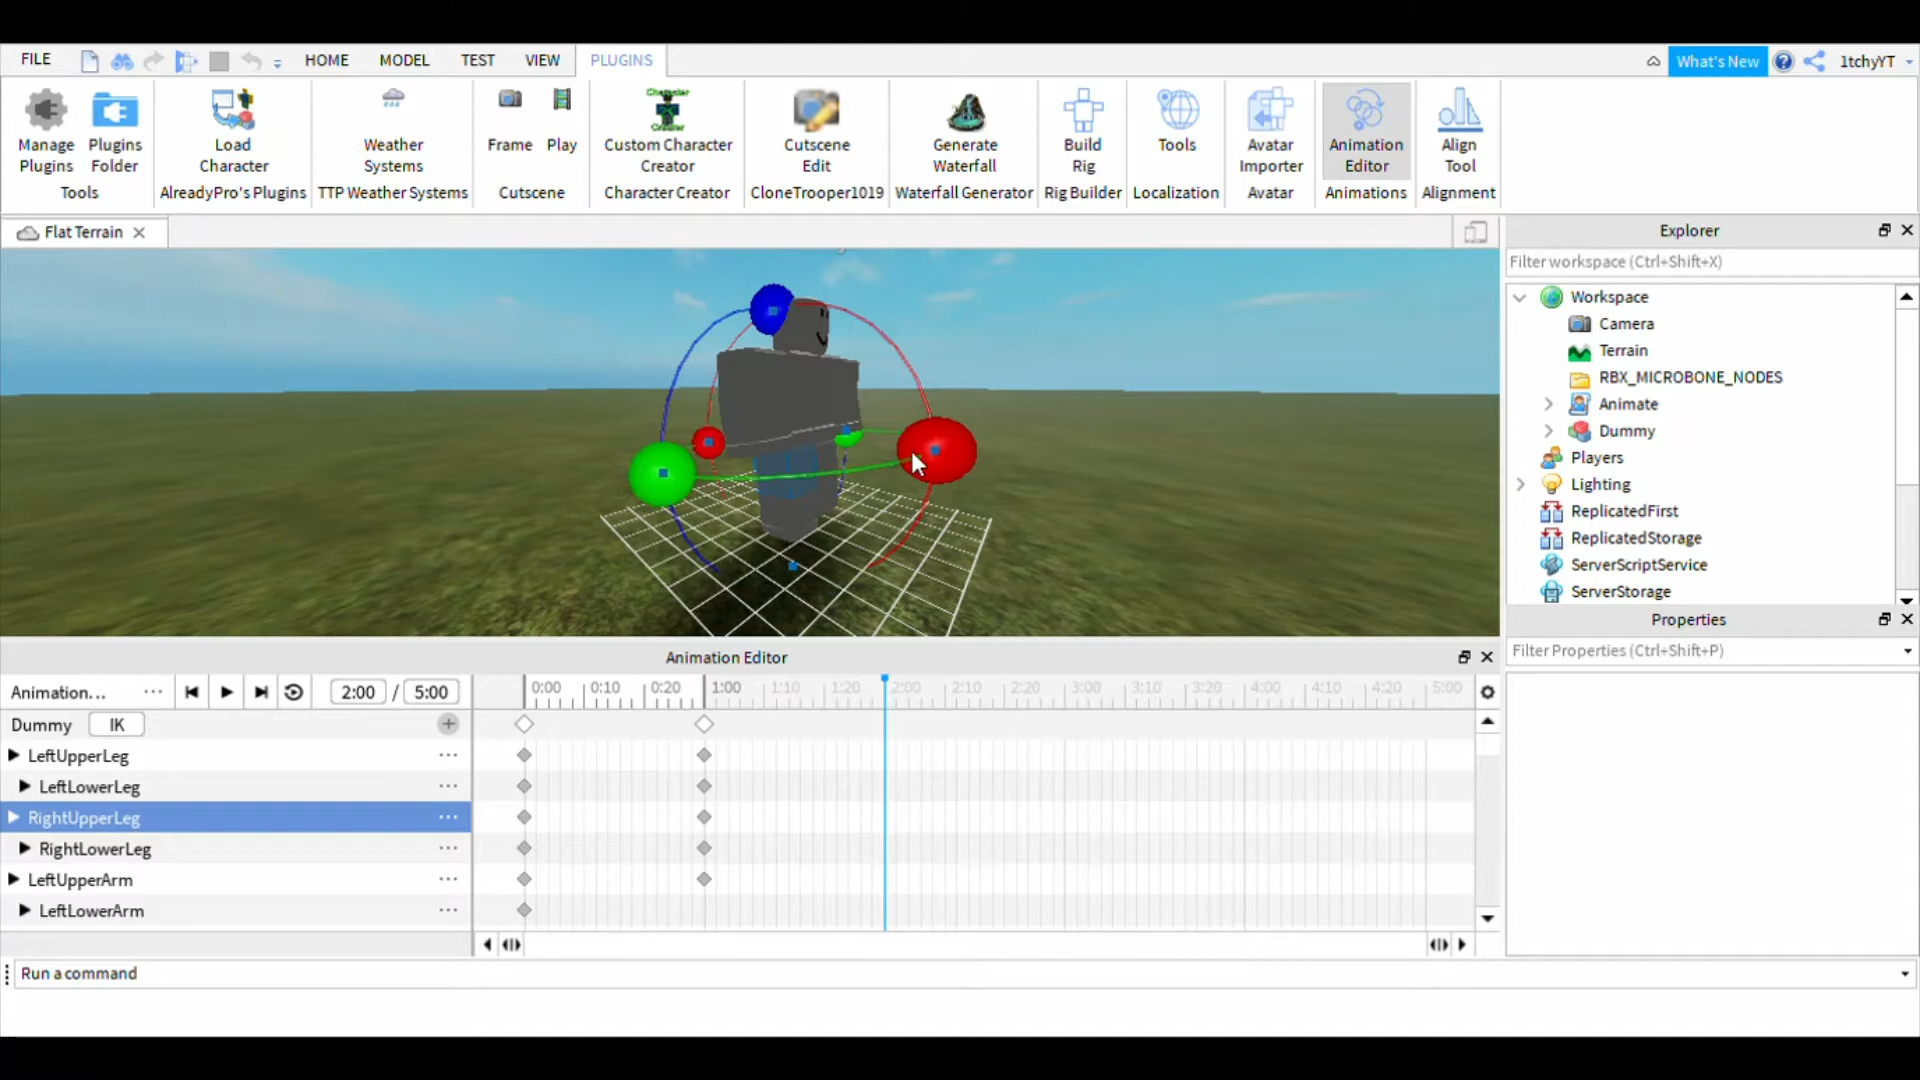 FILE HOME MODEL TEST VIEW PLUGINS What's New 1tchyYT
Manage Plugins
Plugins Folder
Tools
Load Character
AlreadyPro's Plugins
Weather Systems
TTP Weather Systems
Frame
Play
Cutscene
Custom Character Creator
Character Creator
Cutscene Edit
CloneTrooper1019
Generate Waterfall
Waterfall Generator
Build Rig
Rig Builder
Tools
Localization
Avatar Importer
Avatar
Animation Editor
Animations
Align Tool
Alignment
Flat Terrain
Explorer
Filter workspace (Ctrl+Shift+X)
Workspace
Camera
Terrain
RBX_MICROBONE_NODES
Animate
Dummy
Players
Lighting
ReplicatedFirst
ReplicatedStorage
ServerScriptService
ServerStorage
Properties
Filter Properties (Ctrl+Shift+P)
Animation Editor
Animation... ... 2:00 / 5:00 0:00 0:10 0:20 1:00 1:10 1:20 2:00 2:10 2:20 3:00 3:10 3:20 4:00 4:10 4:20 5:00
Dummy IK
LeftUpperLeg ...
LeftLowerLeg ...
RightUpperLeg ...
RightLowerLeg ...
LeftUpperArm ...
LeftLowerArm ...
Run a command